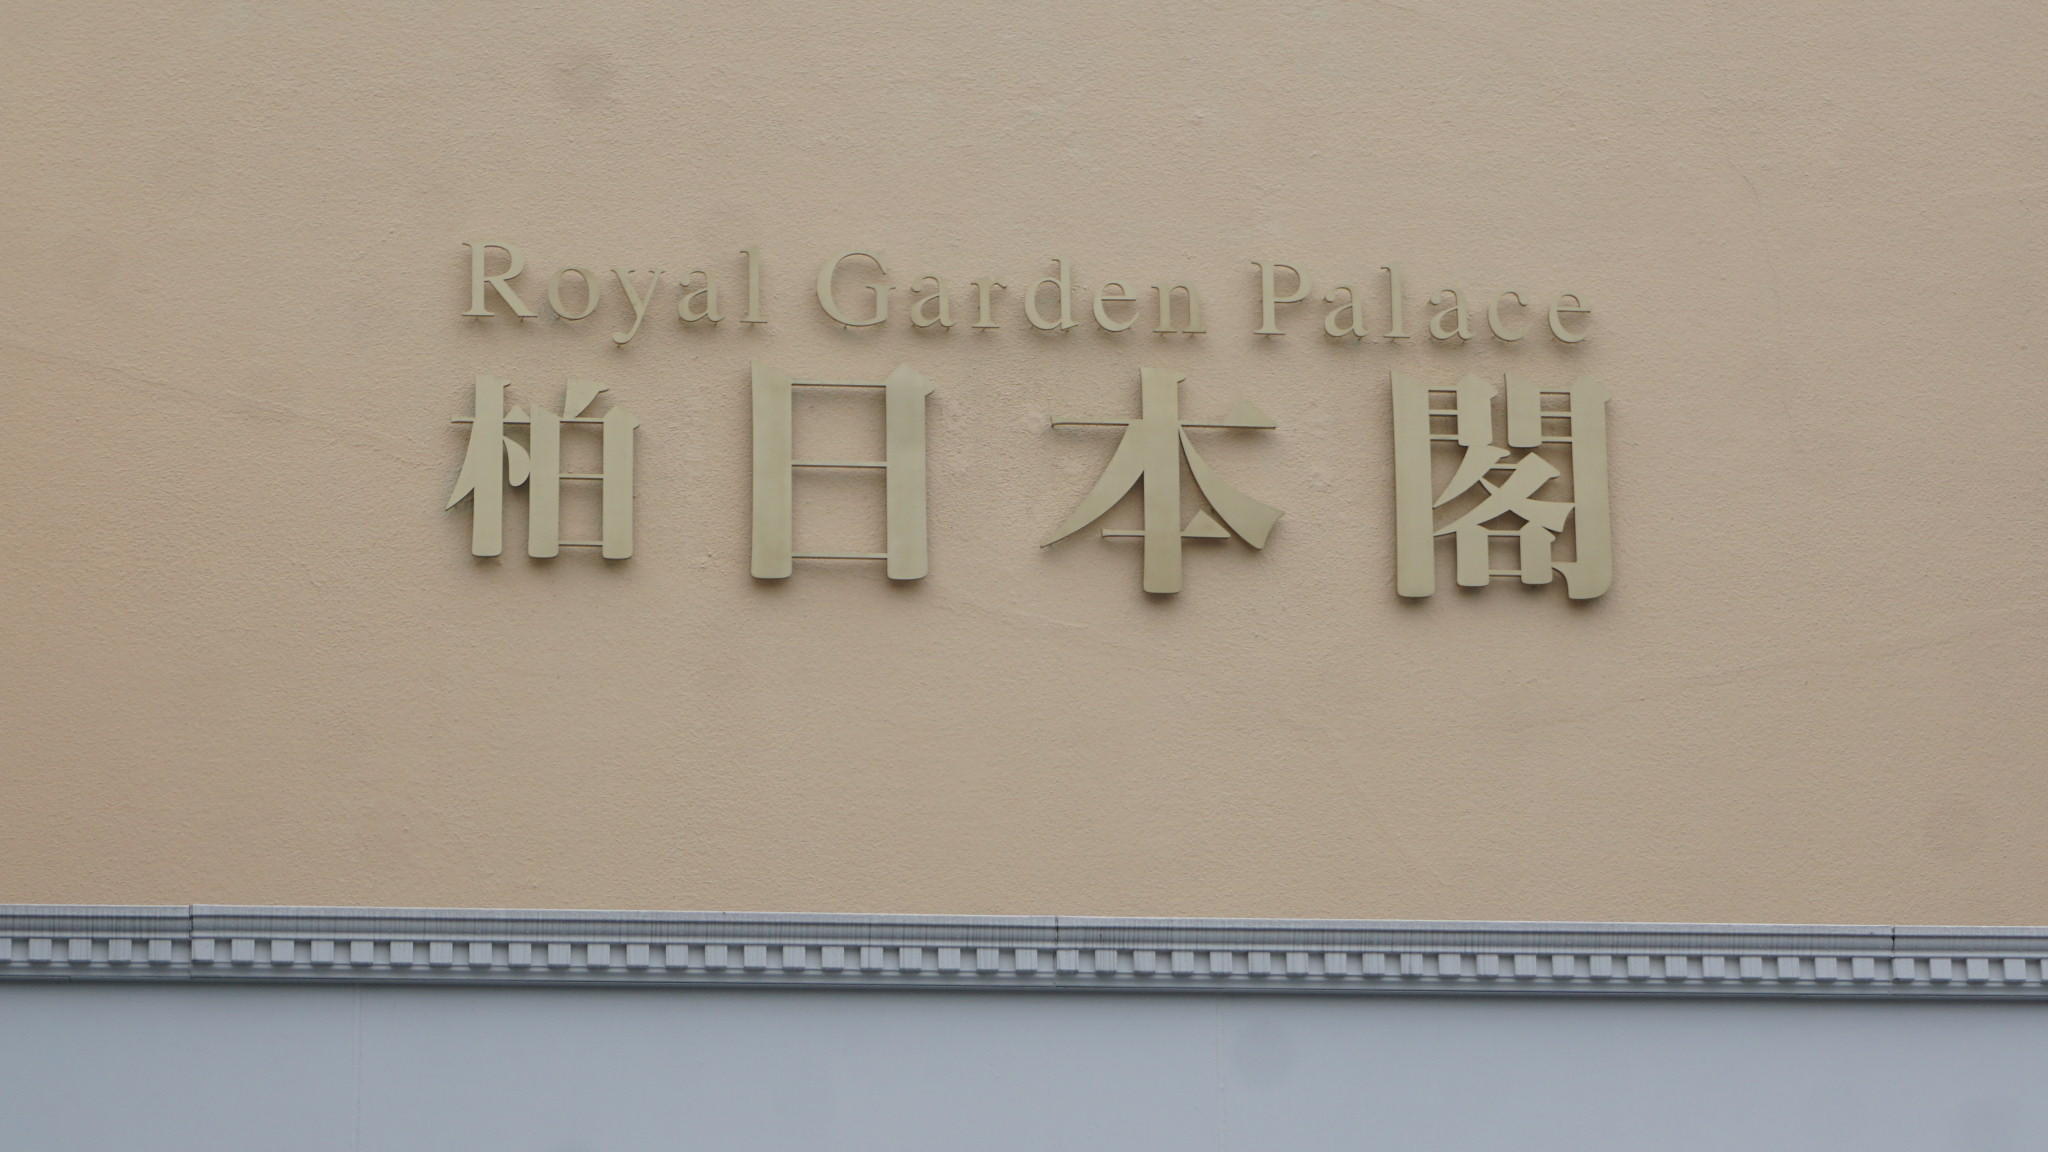 Royal Garden Palace
柏日本閣